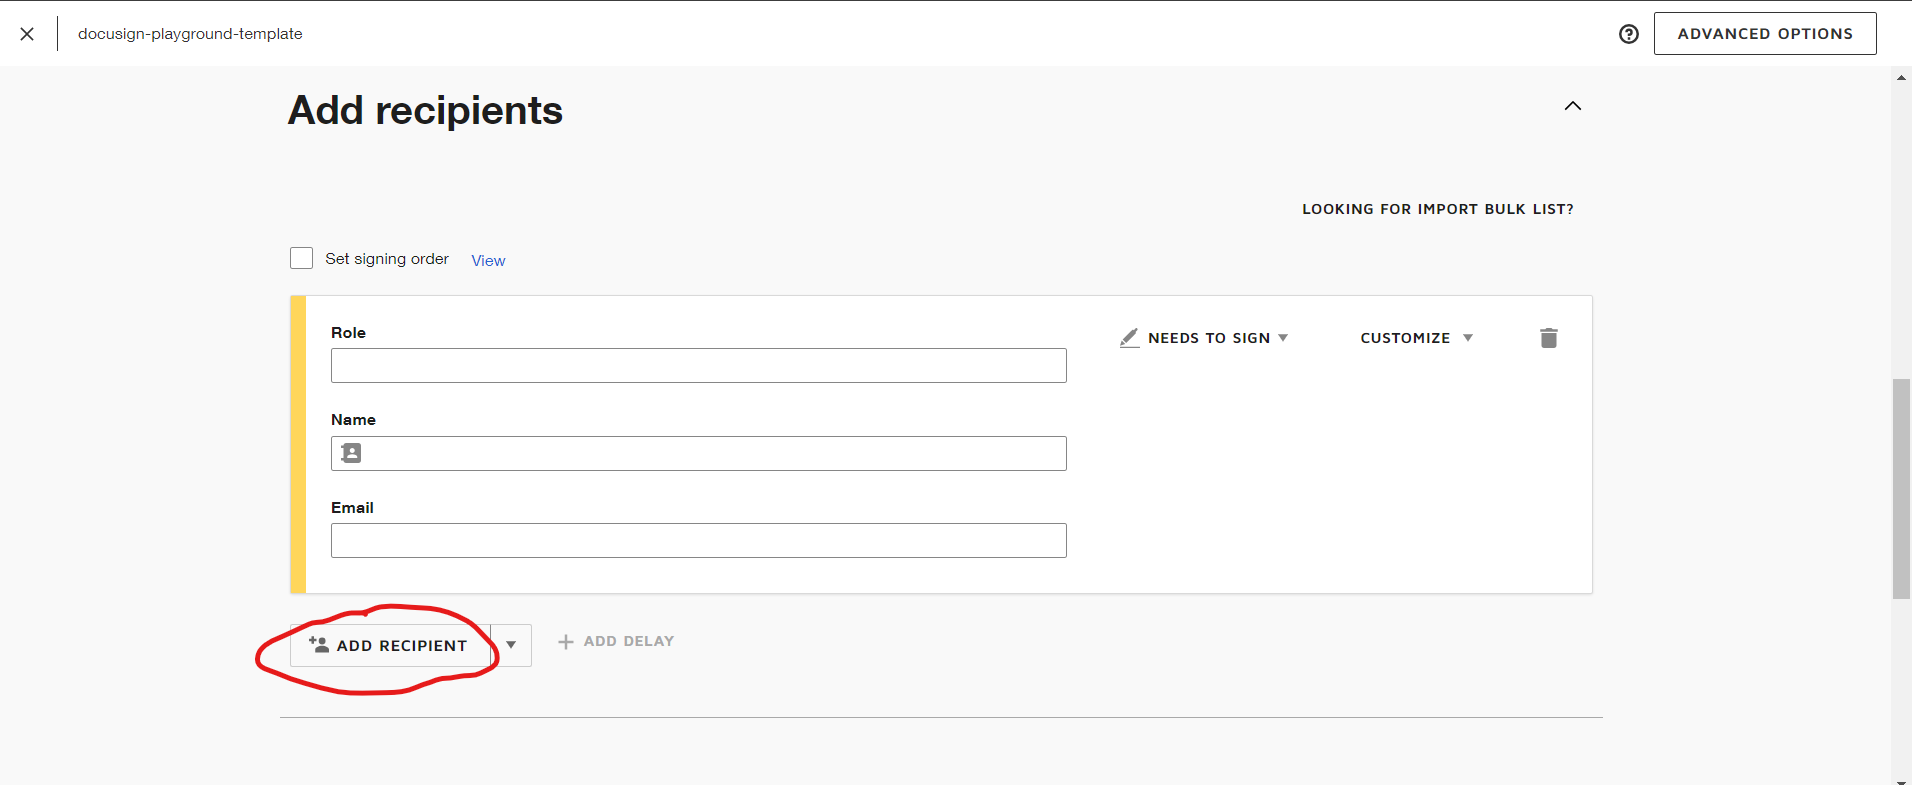 docusign-playground-template
ADVANCED OPTIONS
Add recipients
LOOKING FOR IMPORT BULK LIST?
Set signing order View
Role
NEEDS TO SIGN
CUSTOMIZE
Name
Email
ADD RECIPIENT
ADD DELAY